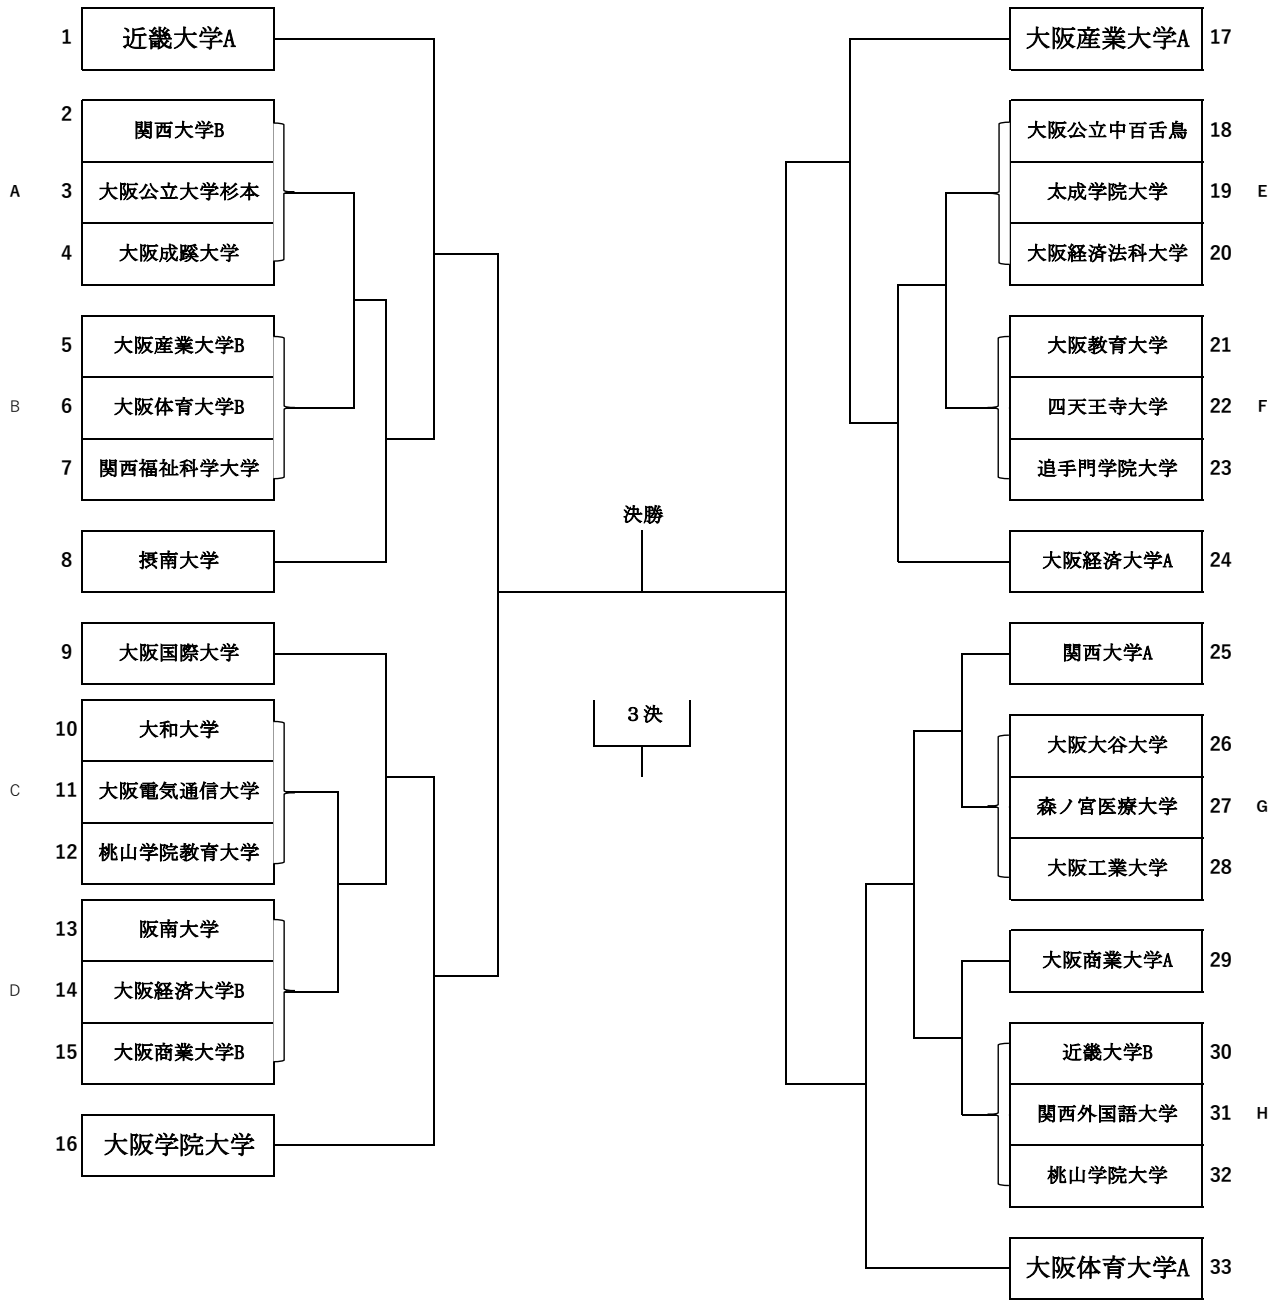 1 近畿大学A
2 関西大学B
A 3 大阪公立大学杉本
4 大阪成蹊大学
5 大阪産業大学B
B 6 大阪体育大学B
7 関西福祉科学大学
8 摂南大学
9 大阪国際大学
10 大和大学
C 11 大阪電気通信大学
12 桃山学院教育大学
13 阪南大学
D 14 大阪経済大学B
15 大阪商業大学B
16 大阪学院大学
決勝
３決
大阪産業大学A 17
大阪公立中百舌鳥 18
太成学院大学 19 E
大阪経済法科大学 20
大阪教育大学 21
四天王寺大学 22 F
追手門学院大学 23
大阪経済大学A 24
関西大学A 25
大阪大谷大学 26
森ノ宮医療大学 27 G
大阪工業大学 28
大阪商業大学A 29
近畿大学B 30
関西外国語大学 31 H
桃山学院大学 32
大阪体育大学A 33